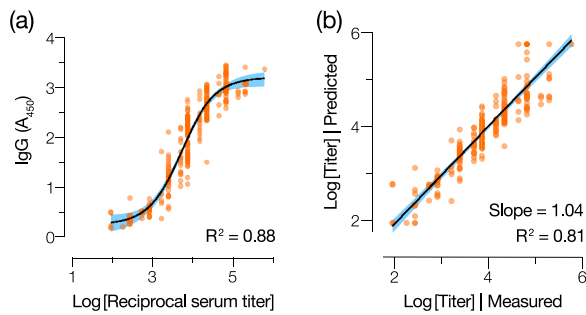 (a)
4
3
2
1
0
IgG (A450)
R² = 0.88
1
3
5
Log[Reciprocal serum titer]
(b)
6
4
2
Log[Titer] | Predicted
Slope = 1.04
R² = 0.81
0
2
4
6
Log[Titer] | Measured